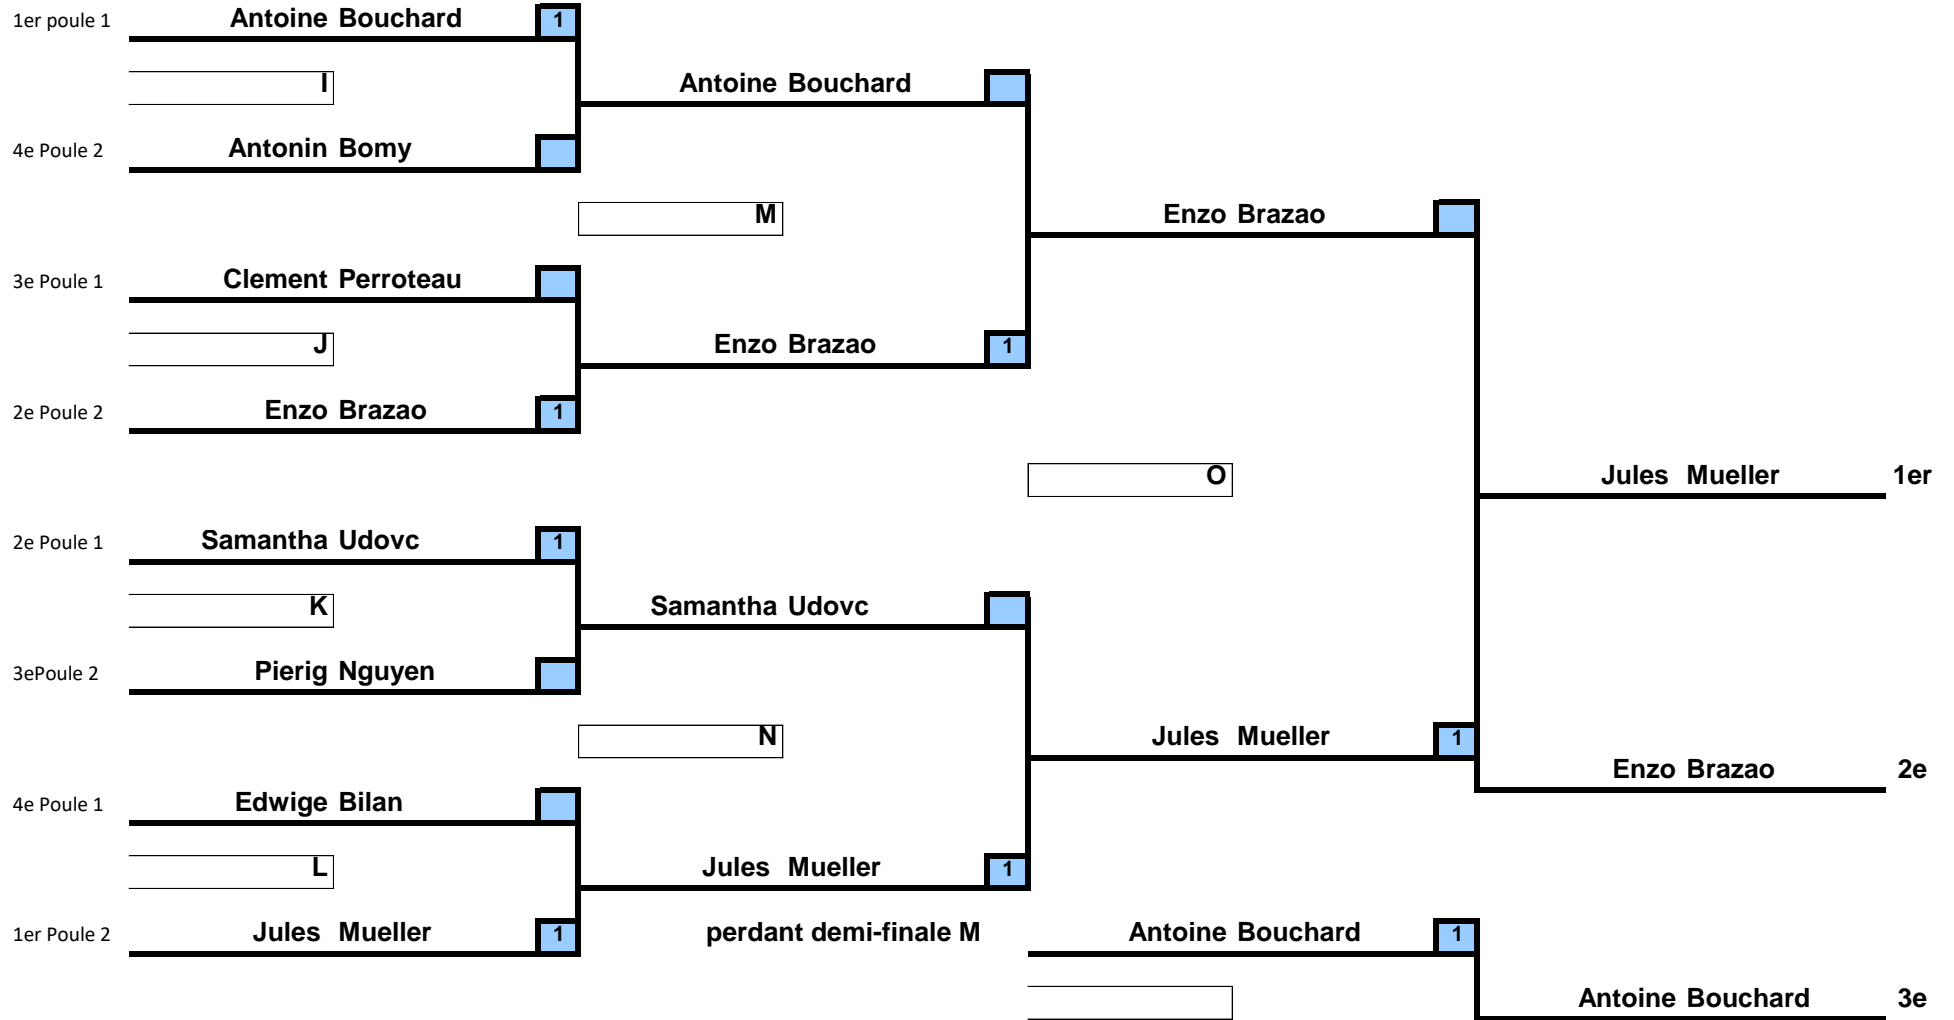 1er poule 1 Antoine Bouchard 1
I Antoine Bouchard
4e Poule 2 Antonin Bomy
M Enzo Brazao
3e Poule 1 Clement Perroteau
J Enzo Brazao 1
2e Poule 2 Enzo Brazao 1
O Jules Mueller 1er
2e Poule 1 Samantha Udovc 1
K Samantha Udovc
3ePoule 2 Pierig Nguyen
N Jules Mueller 1
Enzo Brazao 2e
4e Poule 1 Edwige Bilan
L Jules Mueller 1
1er Poule 2 Jules Mueller 1 perdant demi-finale M Antoine Bouchard 1
Antoine Bouchard 3e